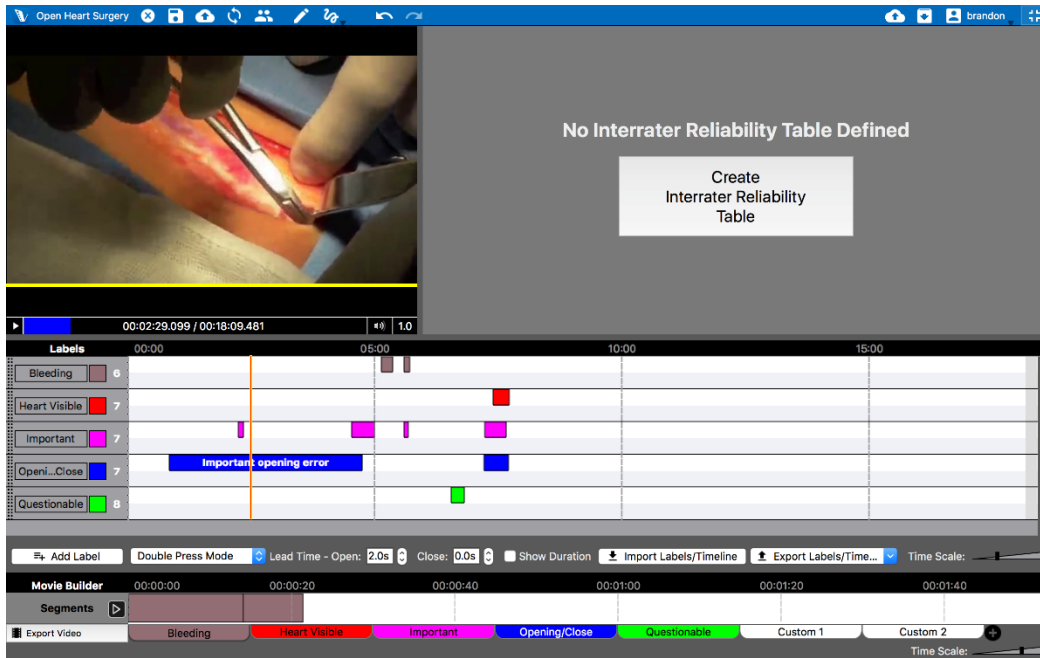 Open Heart Surgery
brandon
No Interrater Reliability Table Defined
Create
Interrater Reliability
Table
00:02:29.099 / 00:18:09.481
1.0
Labels 00:00 05:00 10:00 15:00
Bleeding 6
Heart Visible 7
Important 7
Openi...Close 7
Important opening error
Questionable 8
Add Label Double Press Mode Lead Time - Open: 2.0s Close: 0.0s Show Duration Import Labels/Timeline Export Labels/Time... Time Scale:
Movie Builder 00:00:00 00:00:20 00:00:40 00:01:00 00:01:20 00:01:40
Segments
Export Video Bleeding Heart Visible Important Opening/Close Questionable Custom 1 Custom 2
Time Scale: